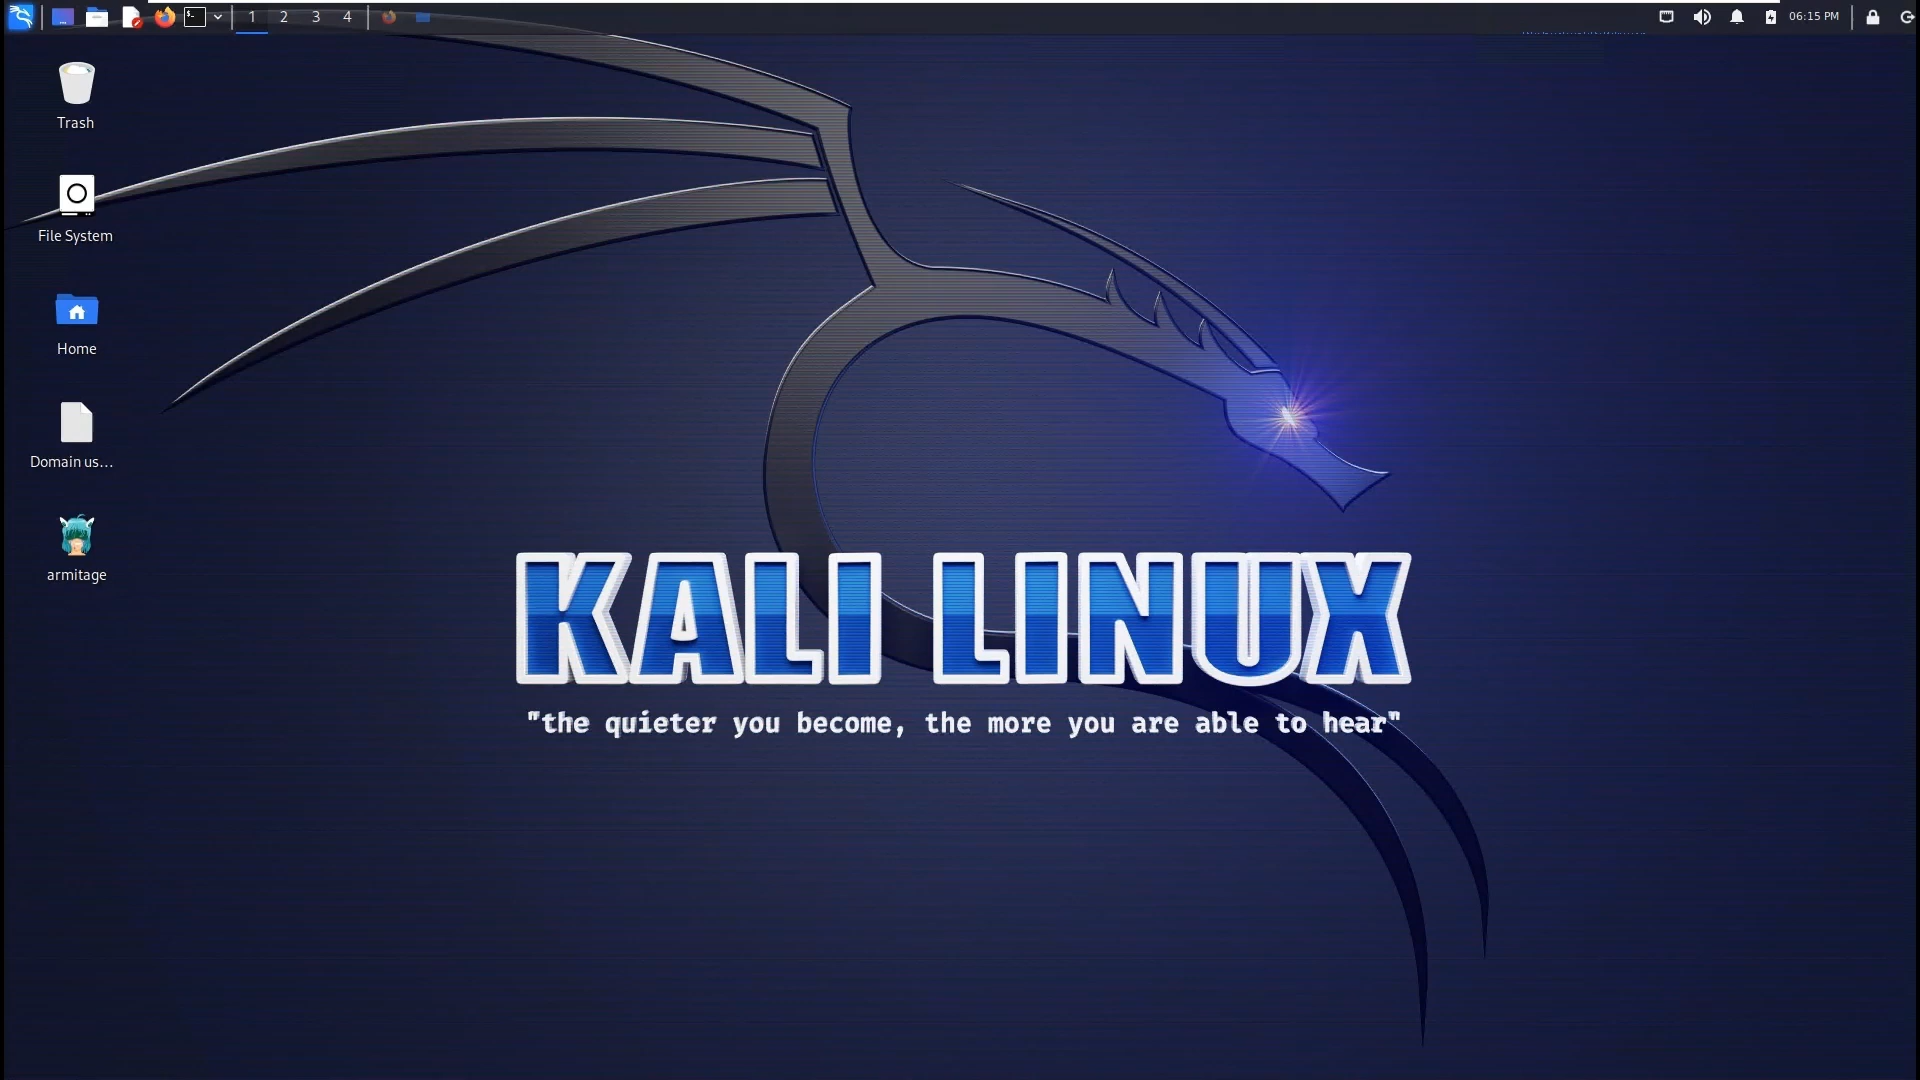 1 2 3 4
06:15 PM
Trash
File System
Home
Domain us...
armitage
KALI LINUX
"the quieter you become, the more you are able to hear"